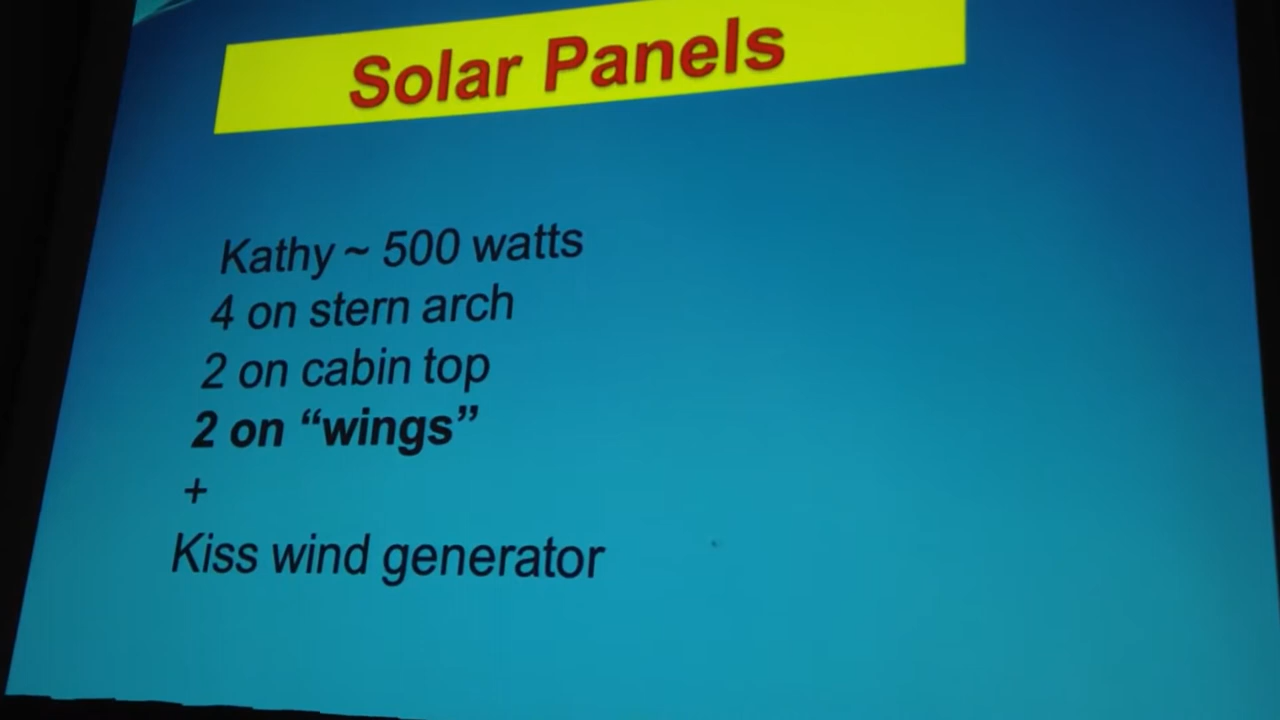 Solar Panels
Kathy ~ 500 watts
4 on stern arch
2 on cabin top
2 on “wings”
+
Kiss wind generator